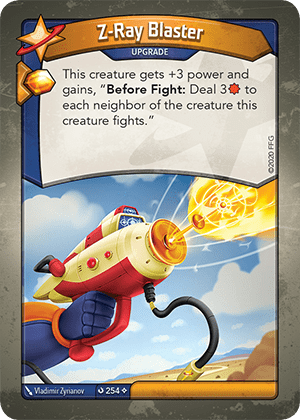 Z-Ray Blaster
UPGRADE
This creature gets +3 power and
gains, “Before Fight: Deal 3 to
each neighbor of the creature this
creature fights.”
©2020 FFG
POWER
Vladimir Zyrianov
254